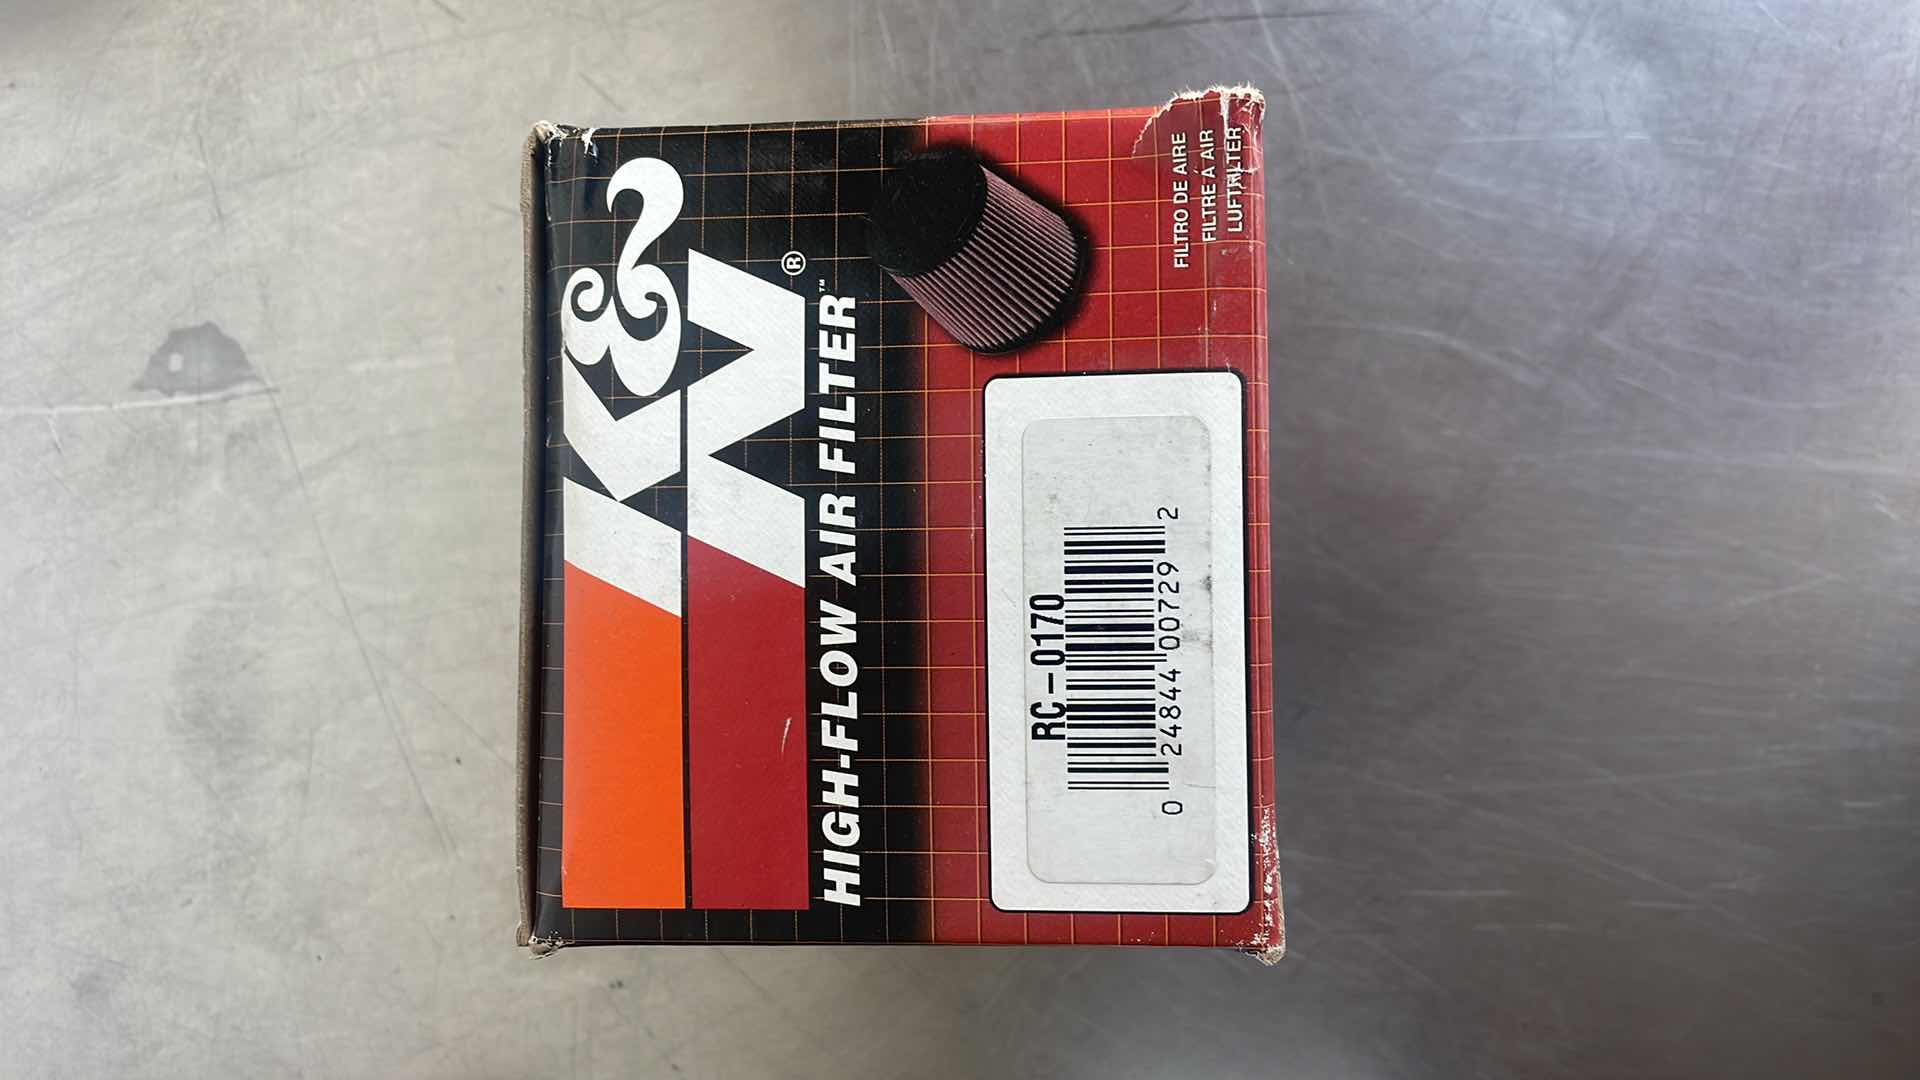 K&N®
HIGH-FLOW AIR FILTER™
FILTRO DE AIRE
FILTRE À AIR
LUFTFILTER
RC-0170
0 24844 00729 2